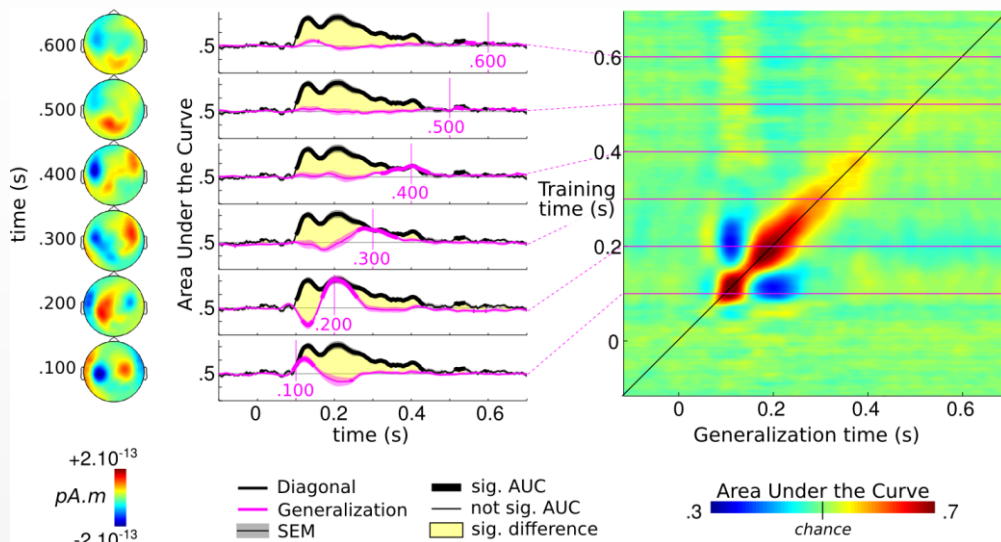 time (s)
.600
.500
.400
.300
.200
.100
+2.10⁻¹³
pA.m
-2.10⁻¹³
Area Under the Curve
.5
.600
.5
.500
.5
.400
.5
.300
.5
.200
.5
.100
0 0.2 0.4 0.6
time (s)
Diagonal
Generalization
SEM
sig. AUC
not sig. AUC
sig. difference
Training
time (s)
0.6
0.4
0.2
0
0 0.2 0.4 0.6
Generalization time (s)
Area Under the Curve
.3 .7
chance